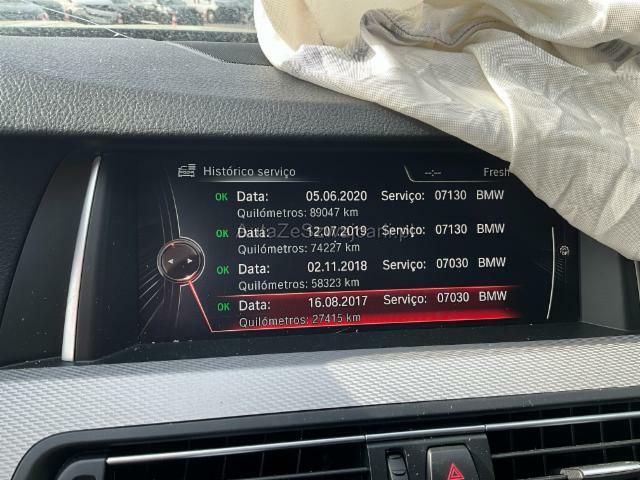 Histórico serviço
--:-- Fresh
OK Data: 05.06.2020 Serviço: 07130 BMW
Quilómetros: 89047 km
OK Data: 12.07.2019 Serviço: 07130 BMW
Quilómetros: 74227 km
OK Data: 02.11.2018 Serviço: 07030 BMW
Quilómetros: 58323 km
OK Data: 16.08.2017 Serviço: 07030 BMW
Quilómetros: 27415 km